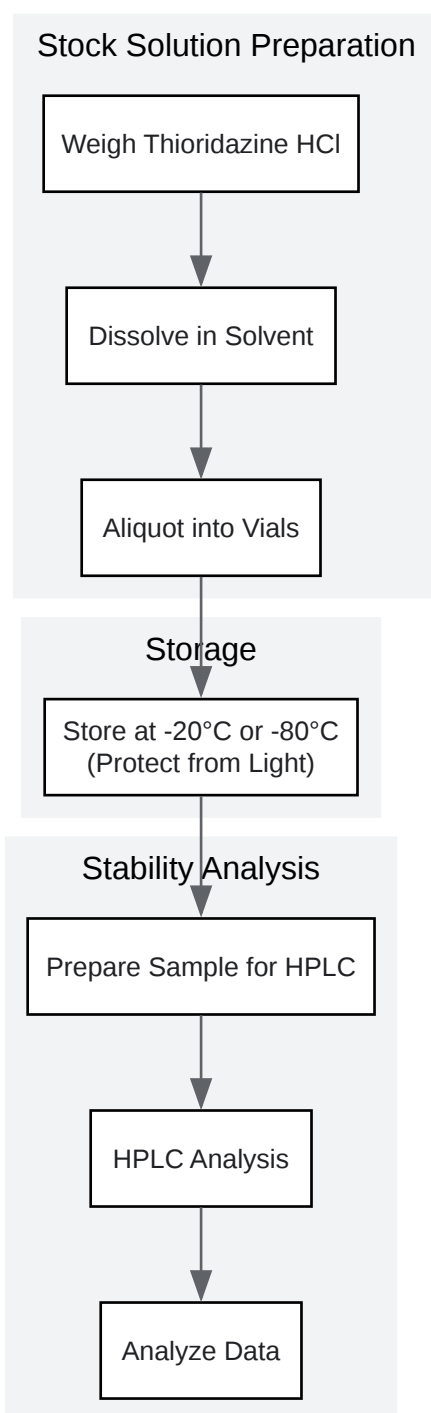 Stock Solution Preparation
Weigh Thioridazine HCl
Dissolve in Solvent
Aliquot into Vials
Storage
Store at -20°C or -80°C
(Protect from Light)
Stability Analysis
Prepare Sample for HPLC
HPLC Analysis
Analyze Data